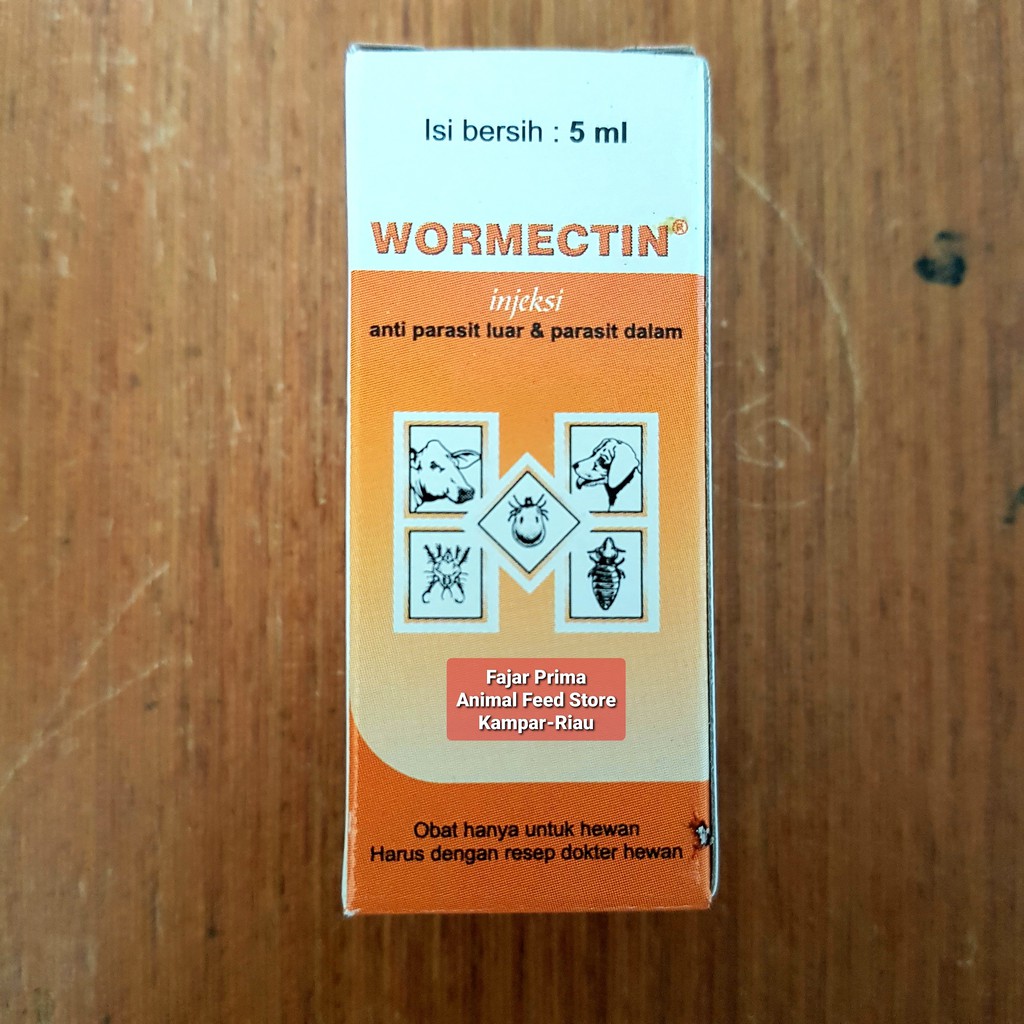 Isi bersih : 5 ml
WORMECTIN®
injeksi
anti parasit luar & parasit dalam
Fajar Prima
Animal Feed Store
Kampar-Riau
Obat hanya untuk hewan
Harus dengan resep dokter hewan